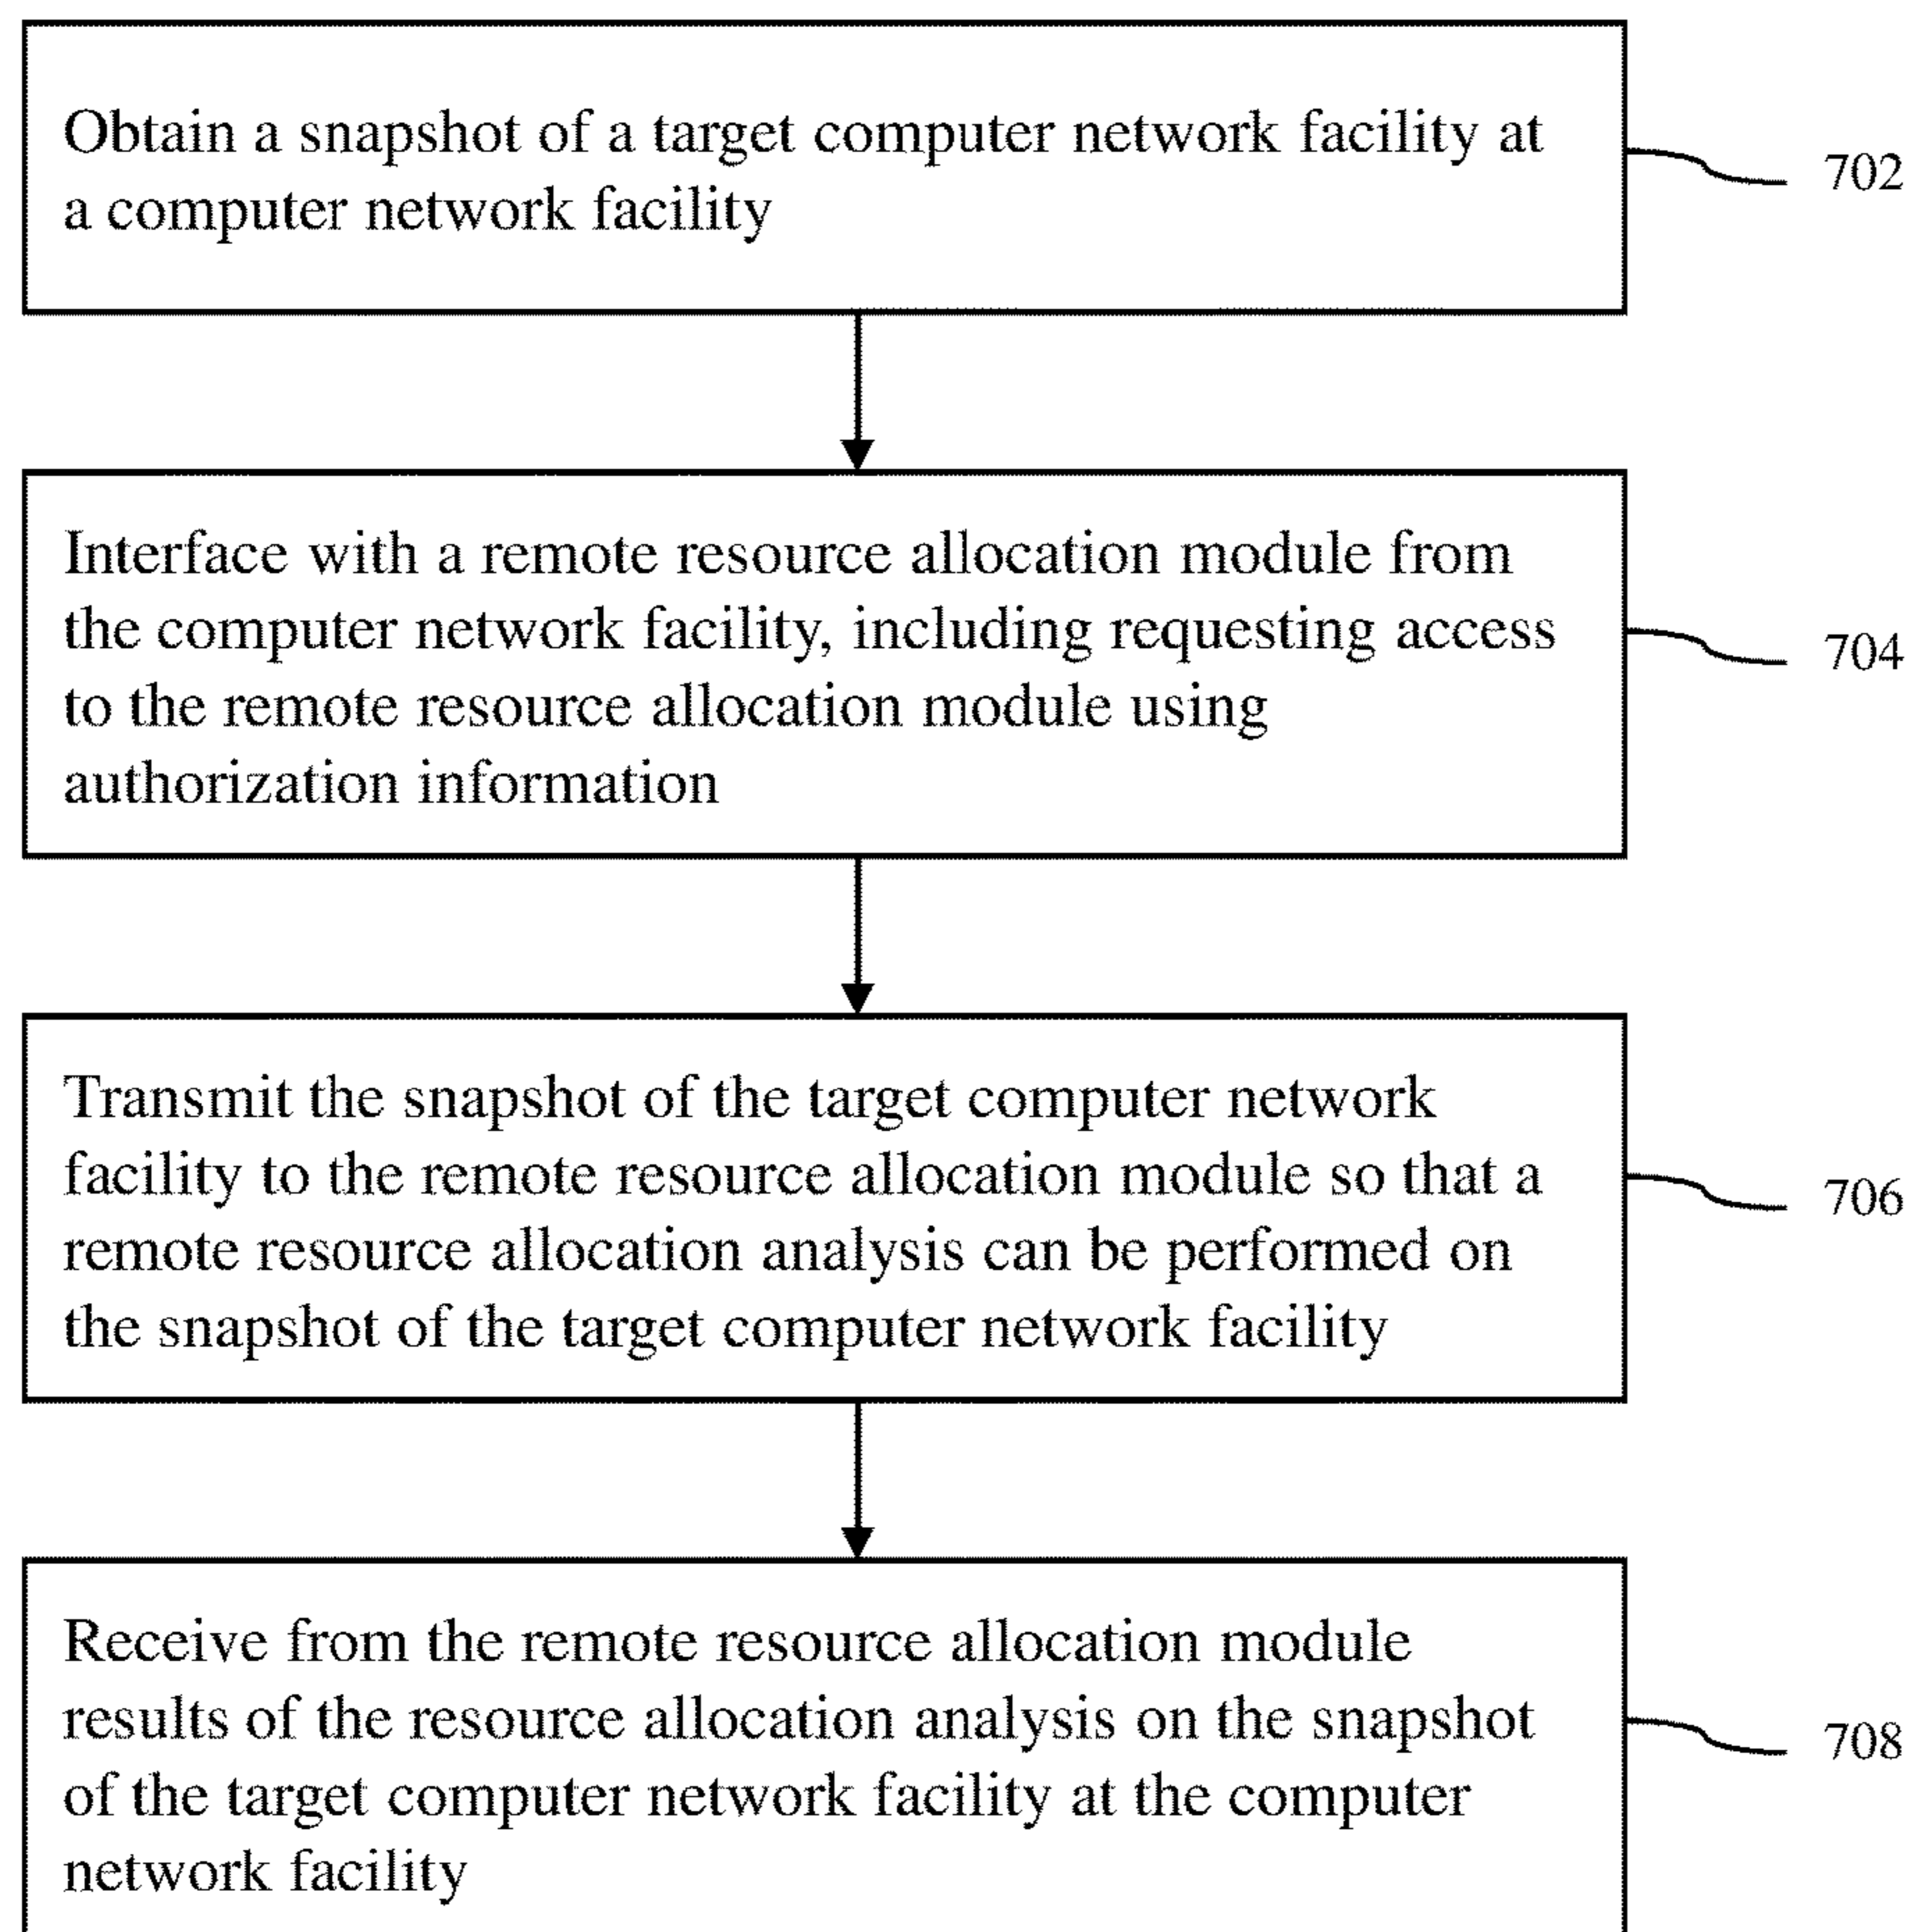 Obtain a snapshot of a target computer network facility at
a computer network facility
702
Interface with a remote resource allocation module from
the computer network facility, including requesting access
to the remote resource allocation module using
authorization information
704
Transmit the snapshot of the target computer network
facility to the remote resource allocation module so that a
remote resource allocation analysis can be performed on
the snapshot of the target computer network facility
706
Receive from the remote resource allocation module
results of the resource allocation analysis on the snapshot
of the target computer network facility at the computer
network facility
708